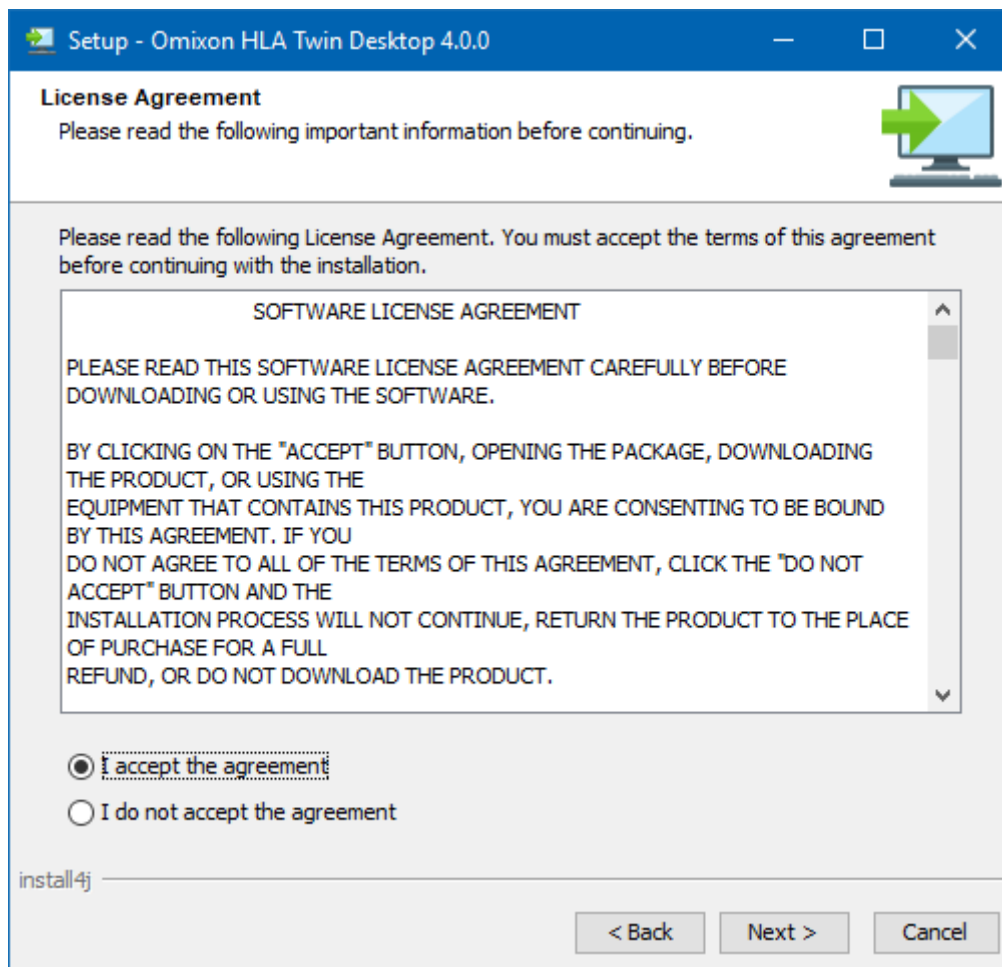 Setup - Omixon HLA Twin Desktop 4.0.0
License Agreement
Please read the following important information before continuing.
Please read the following License Agreement. You must accept the terms of this agreement
before continuing with the installation.
SOFTWARE LICENSE AGREEMENT
PLEASE READ THIS SOFTWARE LICENSE AGREEMENT CAREFULLY BEFORE
DOWNLOADING OR USING THE SOFTWARE.
BY CLICKING ON THE "ACCEPT" BUTTON, OPENING THE PACKAGE, DOWNLOADING
THE PRODUCT, OR USING THE
EQUIPMENT THAT CONTAINS THIS PRODUCT, YOU ARE CONSENTING TO BE BOUND
BY THIS AGREEMENT. IF YOU
DO NOT AGREE TO ALL OF THE TERMS OF THIS AGREEMENT, CLICK THE "DO NOT
ACCEPT" BUTTON AND THE
INSTALLATION PROCESS WILL NOT CONTINUE, RETURN THE PRODUCT TO THE PLACE
OF PURCHASE FOR A FULL
REFUND, OR DO NOT DOWNLOAD THE PRODUCT.
I accept the agreement
I do not accept the agreement
install4j
< Back Next > Cancel